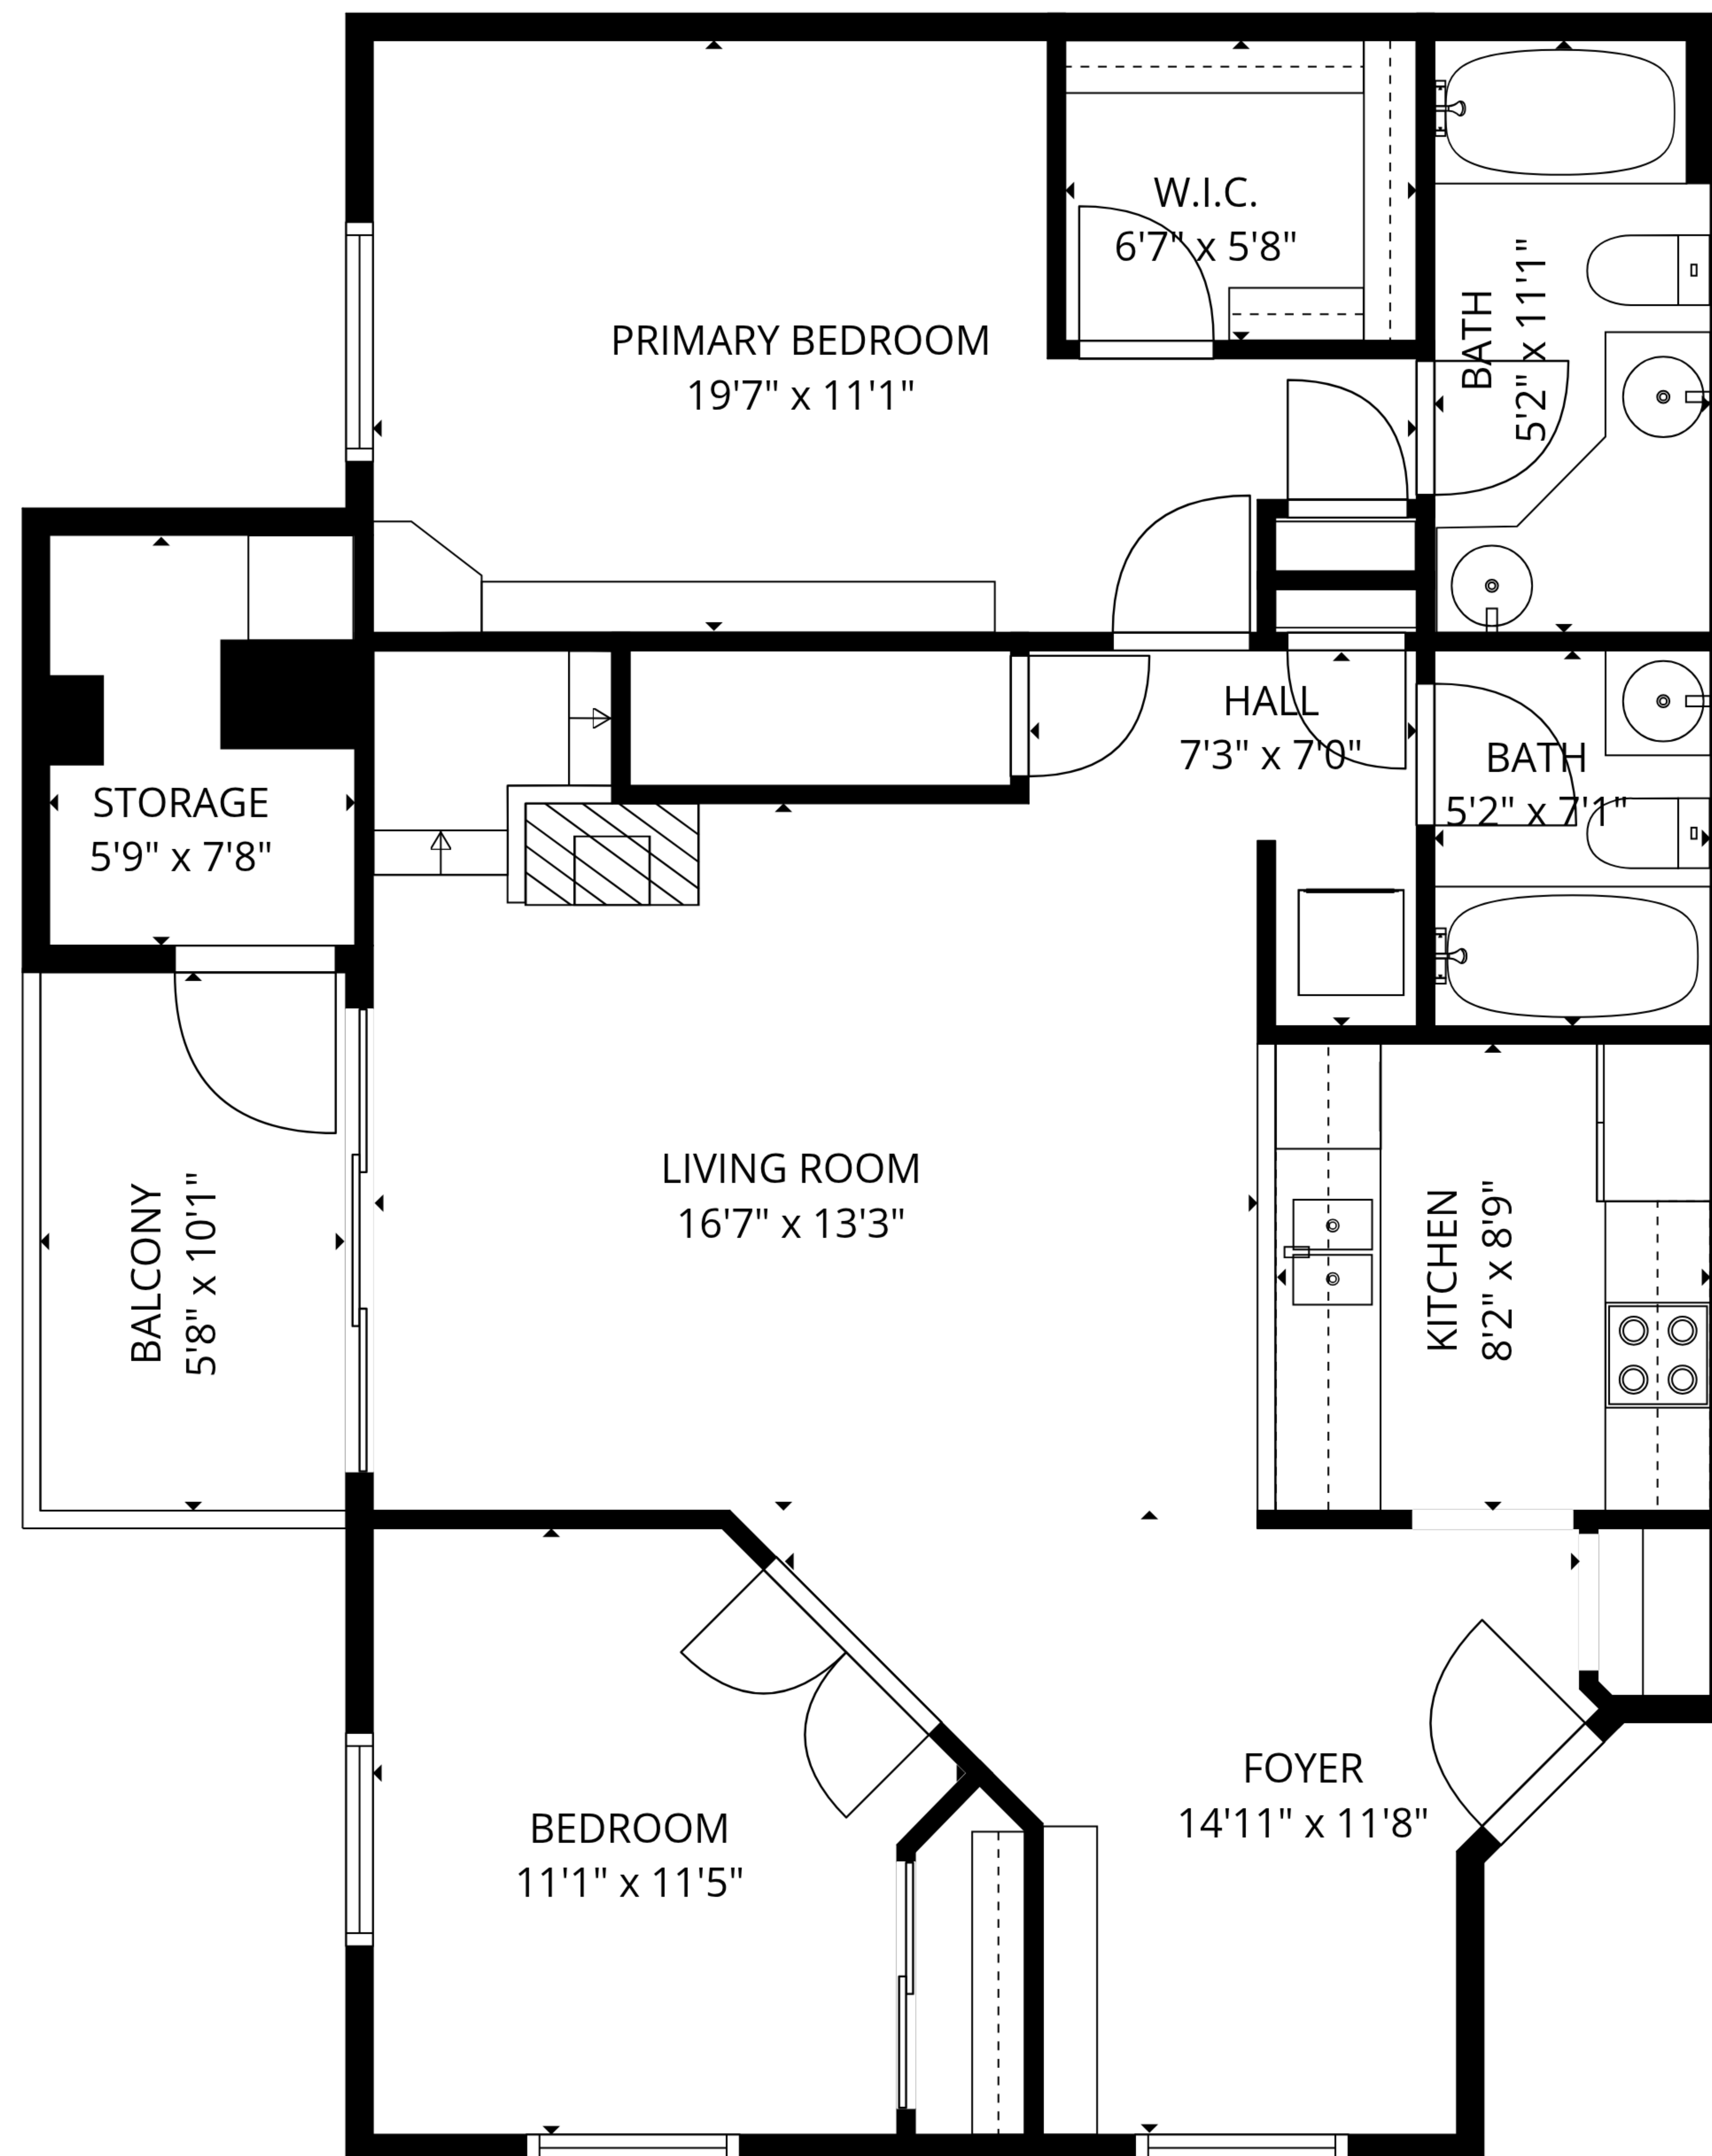 W.I.C.
6'7" x 5'8"
BATH
5'2" x 11'1"
PRIMARY BEDROOM
19'7" x 11'1"
HALL
7'3" x 7'0"
BATH
5'2" x 7'1"
STORAGE
5'9" x 7'8"
LIVING ROOM
16'7" x 13'3"
BALCONY
5'8" x 10'1"
KITCHEN
8'2" x 8'9"
FOYER
14'11" x 11'8"
BEDROOM
11'1" x 11'5"